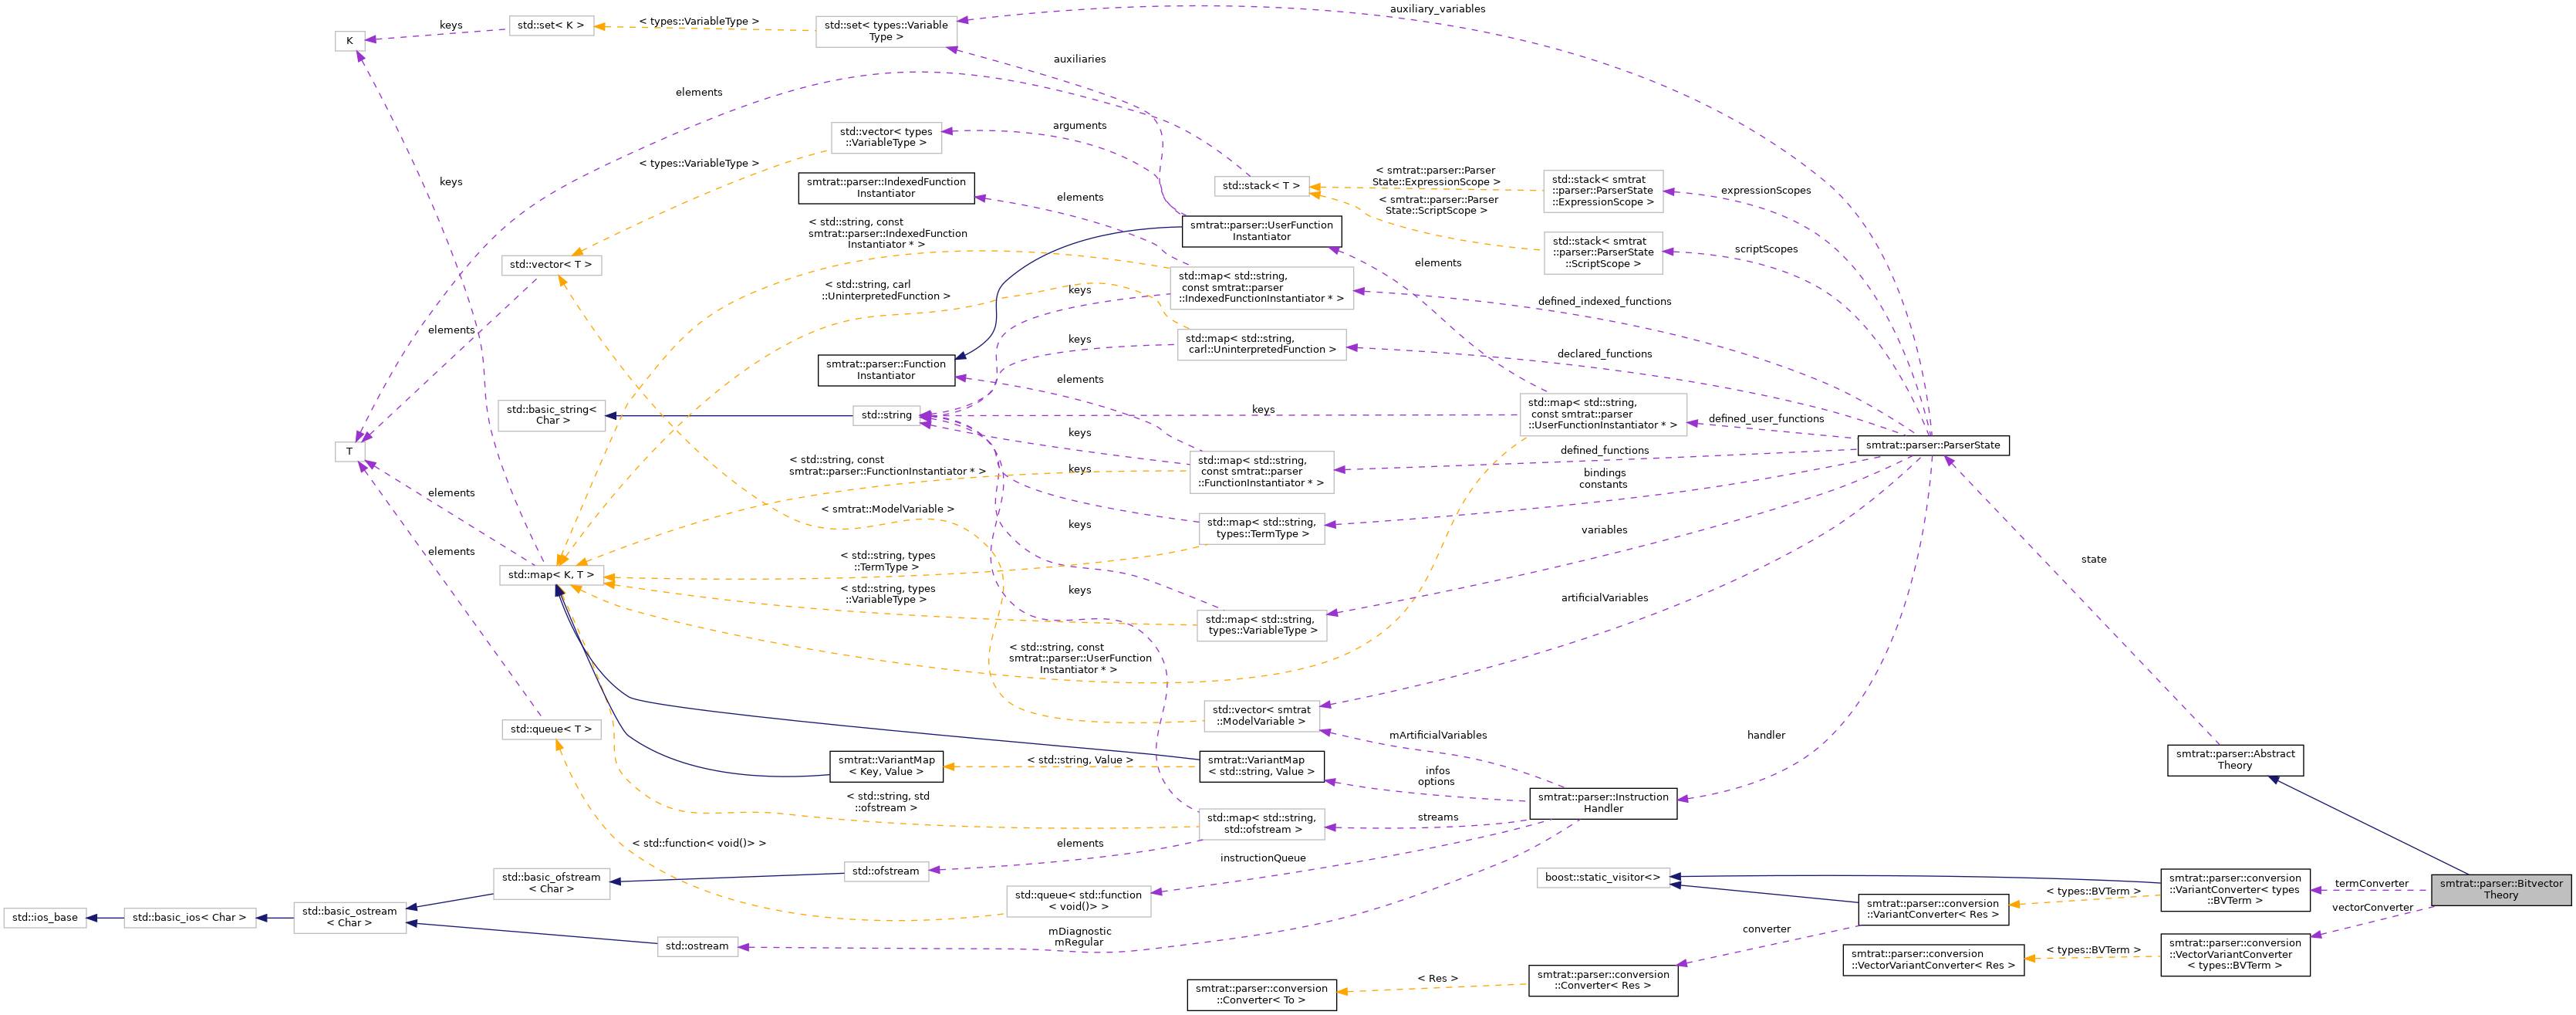 auxiliary_variables
std::set< K >
keys
< types::VariableType >
std::set< types::Variable
Type >
K
auxiliaries
elements
std::vector< types
::VariableType >
arguments
< types::VariableType >
smtrat::parser::IndexedFunction
Instantiator
elements
std::stack< T >
< smtrat::parser::Parser
State::ExpressionScope >
< smtrat::parser::Parser
State::ScriptScope >
std::stack< smtrat
::parser::ParserState
::ExpressionScope >
expressionScopes
keys
< std::string, const
smtrat::parser::IndexedFunction
Instantiator * >
smtrat::parser::UserFunction
Instantiator
std::stack< smtrat
::parser::ParserState
::ScriptScope >
scriptScopes
std::vector< T >
elements
std::map< std::string,
const smtrat::parser
::IndexedFunctionInstantiator * >
defined_indexed_functions
< std::string, carl
::UninterpretedFunction >
keys
elements
std::map< std::string,
carl::UninterpretedFunction >
declared_functions
keys
smtrat::parser::Function
Instantiator
elements
std::basic_string<
Char >
std::string
keys
std::map< std::string,
const smtrat::parser
::UserFunctionInstantiator * >
defined_user_functions
smtrat::parser::ParserState
T
keys
< std::string, const
smtrat::parser::FunctionInstantiator * >
keys
std::map< std::string,
const smtrat::parser
::FunctionInstantiator * >
defined_functions
bindings
constants
elements
< smtrat::ModelVariable >
keys
std::map< std::string,
types::TermType >
variables
elements
< std::string, types
::TermType >
state
std::map< K, T >
< std::string, types
::VariableType >
keys
artificialVariables
std::map< std::string,
types::VariableType >
< std::string, const
smtrat::parser::UserFunction
Instantiator * >
std::vector< smtrat
::ModelVariable >
mArtificialVariables
handler
std::queue< T >
smtrat::VariantMap
< Key, Value >
< std::string, Value >
smtrat::VariantMap
< std::string, Value >
infos
options
smtrat::parser::Abstract
Theory
smtrat::parser::Instruction
Handler
< std::string, std
::ofstream >
std::map< std::string,
std::ofstream >
streams
< std::function< void()> >
elements
instructionQueue
std::basic_ofstream
< Char >
std::ofstream
boost::static_visitor<>
smtrat::parser::conversion
::VariantConverter< types
::BVTerm >
termConverter
smtrat::parser::Bitvector
Theory
std::queue< std::function
< void()> >
< types::BVTerm >
smtrat::parser::conversion
::VariantConverter< Res >
vectorConverter
std::ios_base
std::basic_ios< Char >
std::basic_ostream
< Char >
std::ostream
mDiagnostic
mRegular
converter
smtrat::parser::conversion
::VectorVariantConverter< Res >
< types::BVTerm >
smtrat::parser::conversion
::VectorVariantConverter
< types::BVTerm >
smtrat::parser::conversion
::Converter< To >
< Res >
smtrat::parser::conversion
::Converter< Res >